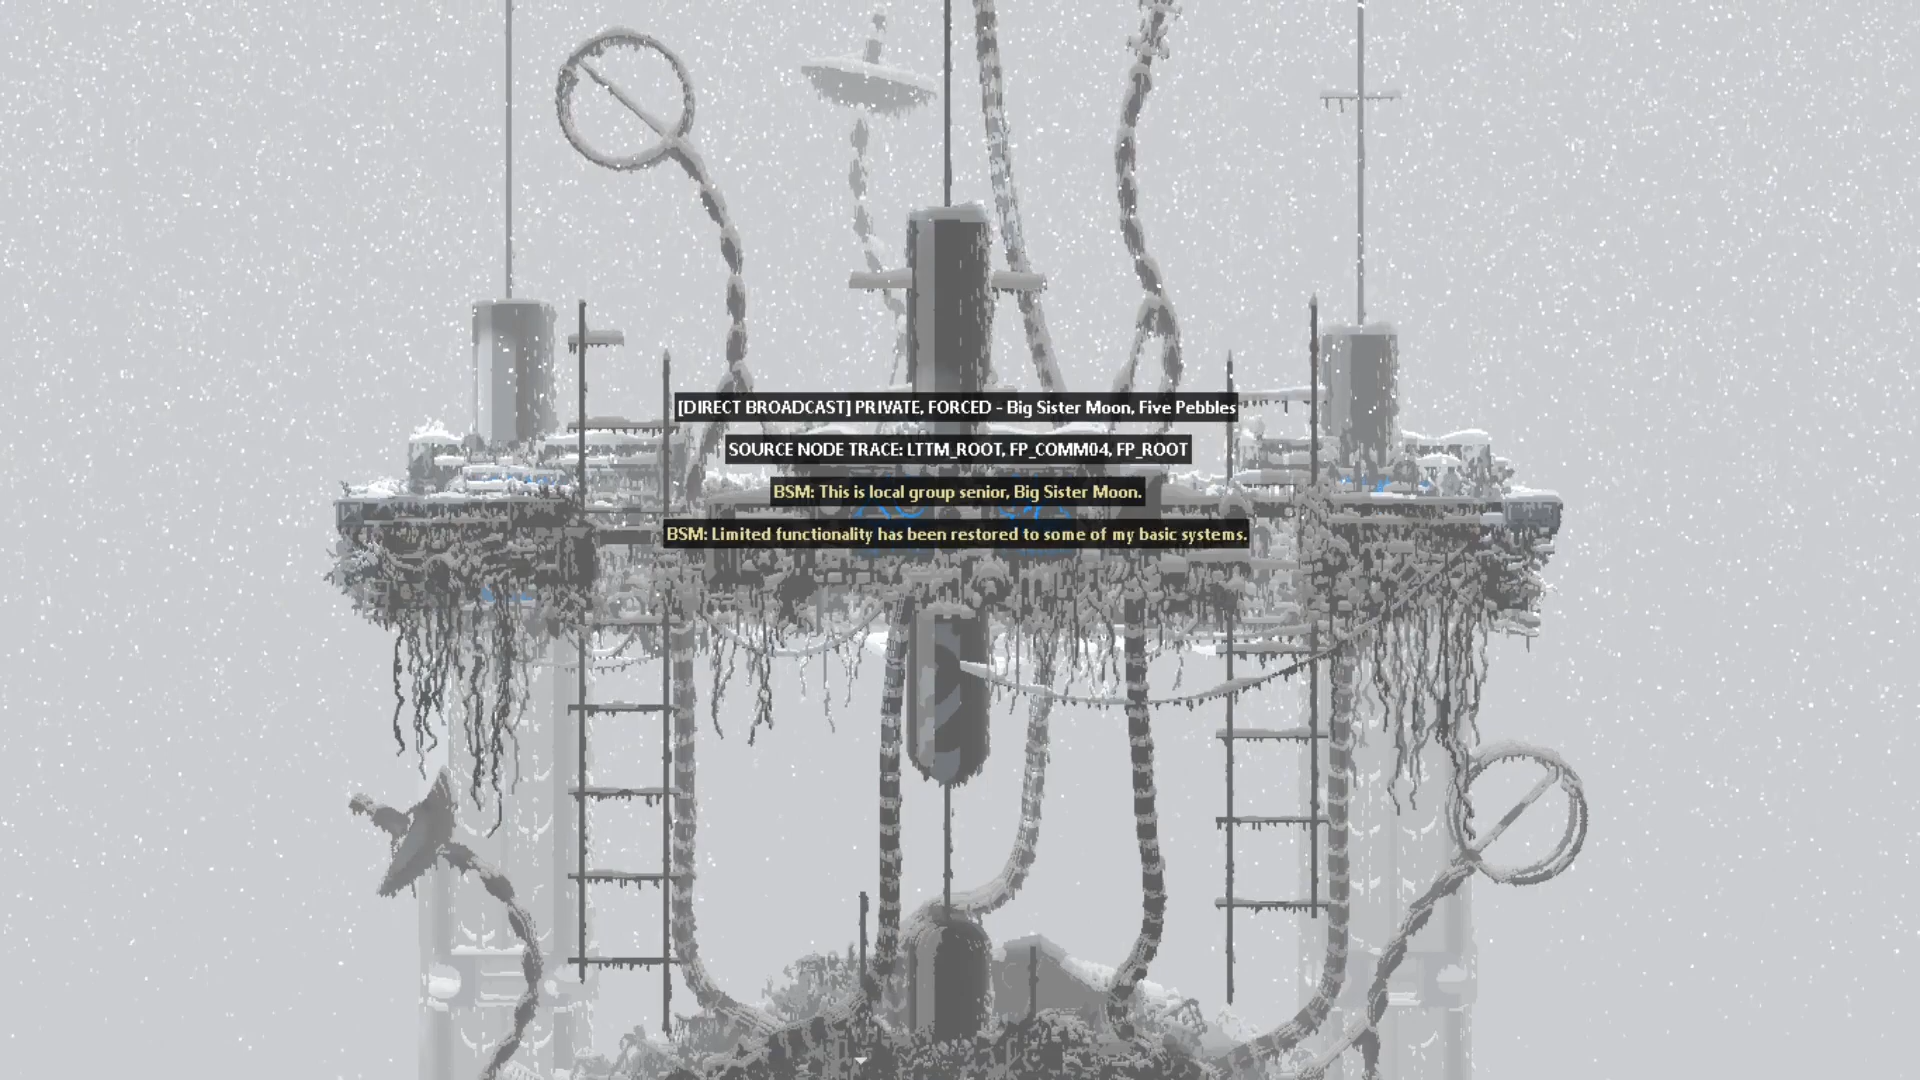 [DIRECT BROADCAST] PRIVATE, FORCED - Big Sister Moon, Five Pebbles
SOURCE NODE TRACE: LTTM_ROOT, FP_COMM04, FP_ROOT
BSM: This is local group senior, Big Sister Moon.
BSM: Limited functionality has been restored to some of my basic systems.